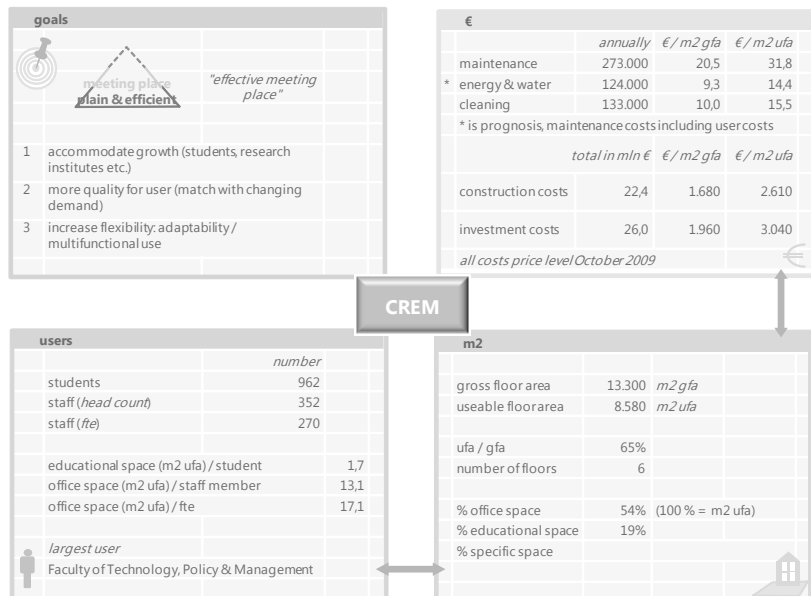 goals
meeting place
plain & efficient
"effective meeting
place"
1 accommodate growth (students, research
institutes etc.)
2 more quality for user (match with changing
demand)
3 increase flexibility: adaptability /
multifunctional use
€
annually € / m2 gfa € / m2 ufa
maintenance 273.000 20,5 31,8
* energy & water 124.000 9,3 14,4
cleaning 133.000 10,0 15,5
* is prognosis, maintenance costs including user costs
total in mln € € / m2 gfa € / m2 ufa
construction costs 22,4 1.680 2.610
investment costs 26,0 1.960 3.040
all costs price level October 2009
€
CREM
users
number
students 962
staff (head count) 352
staff (fte) 270
educational space (m2 ufa) / student 1,7
office space (m2 ufa) / staff member 13,1
office space (m2 ufa) / fte 17,1
largest user
Faculty of Technology, Policy & Management
m2
gross floor area 13.300 m2 gfa
useable floor area 8.580 m2 ufa
ufa / gfa 65%
number of floors 6
% office space 54% (100 % = m2 ufa)
% educational space 19%
% specific space